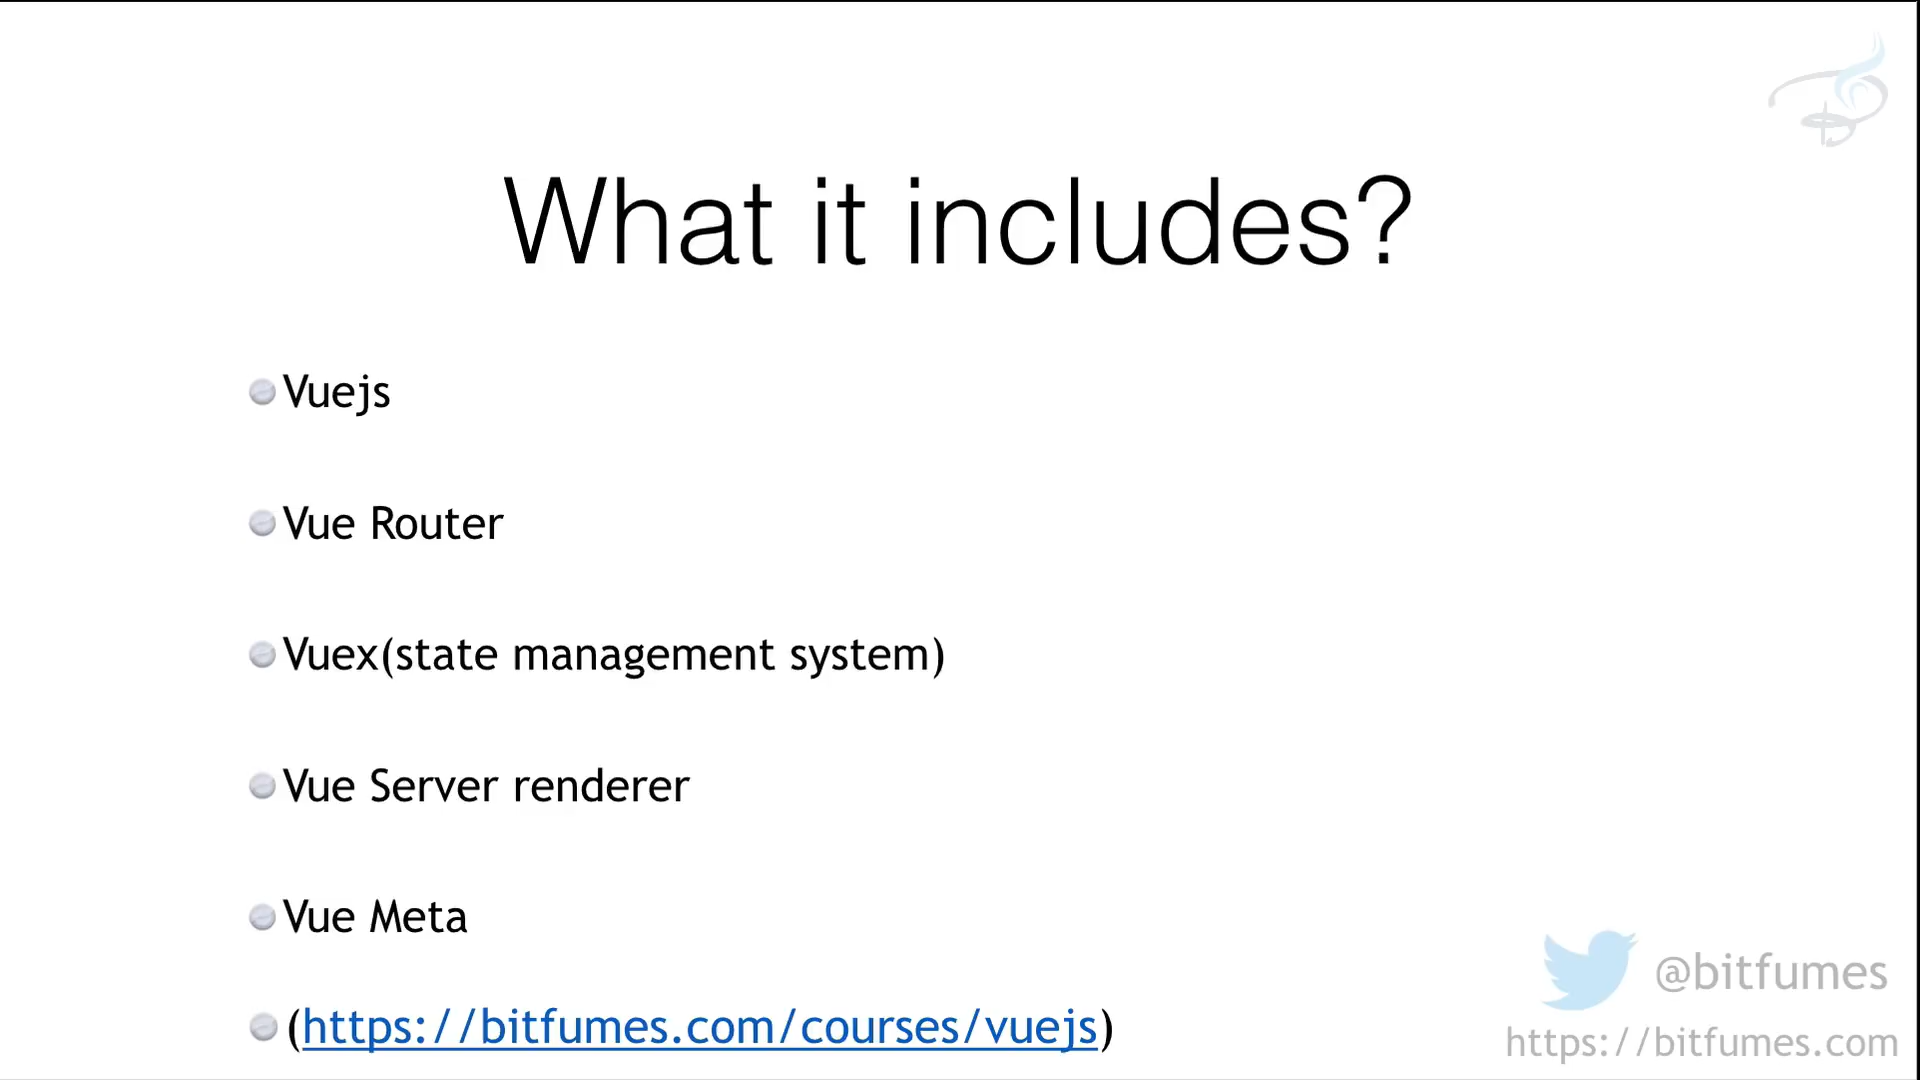 What it includes?
Vuejs
Vue Router
Vuex(state management system)
Vue Server renderer
Vue Meta
(https://bitfumes.com/courses/vuejs)
@bitfumes
https://bitfumes.com